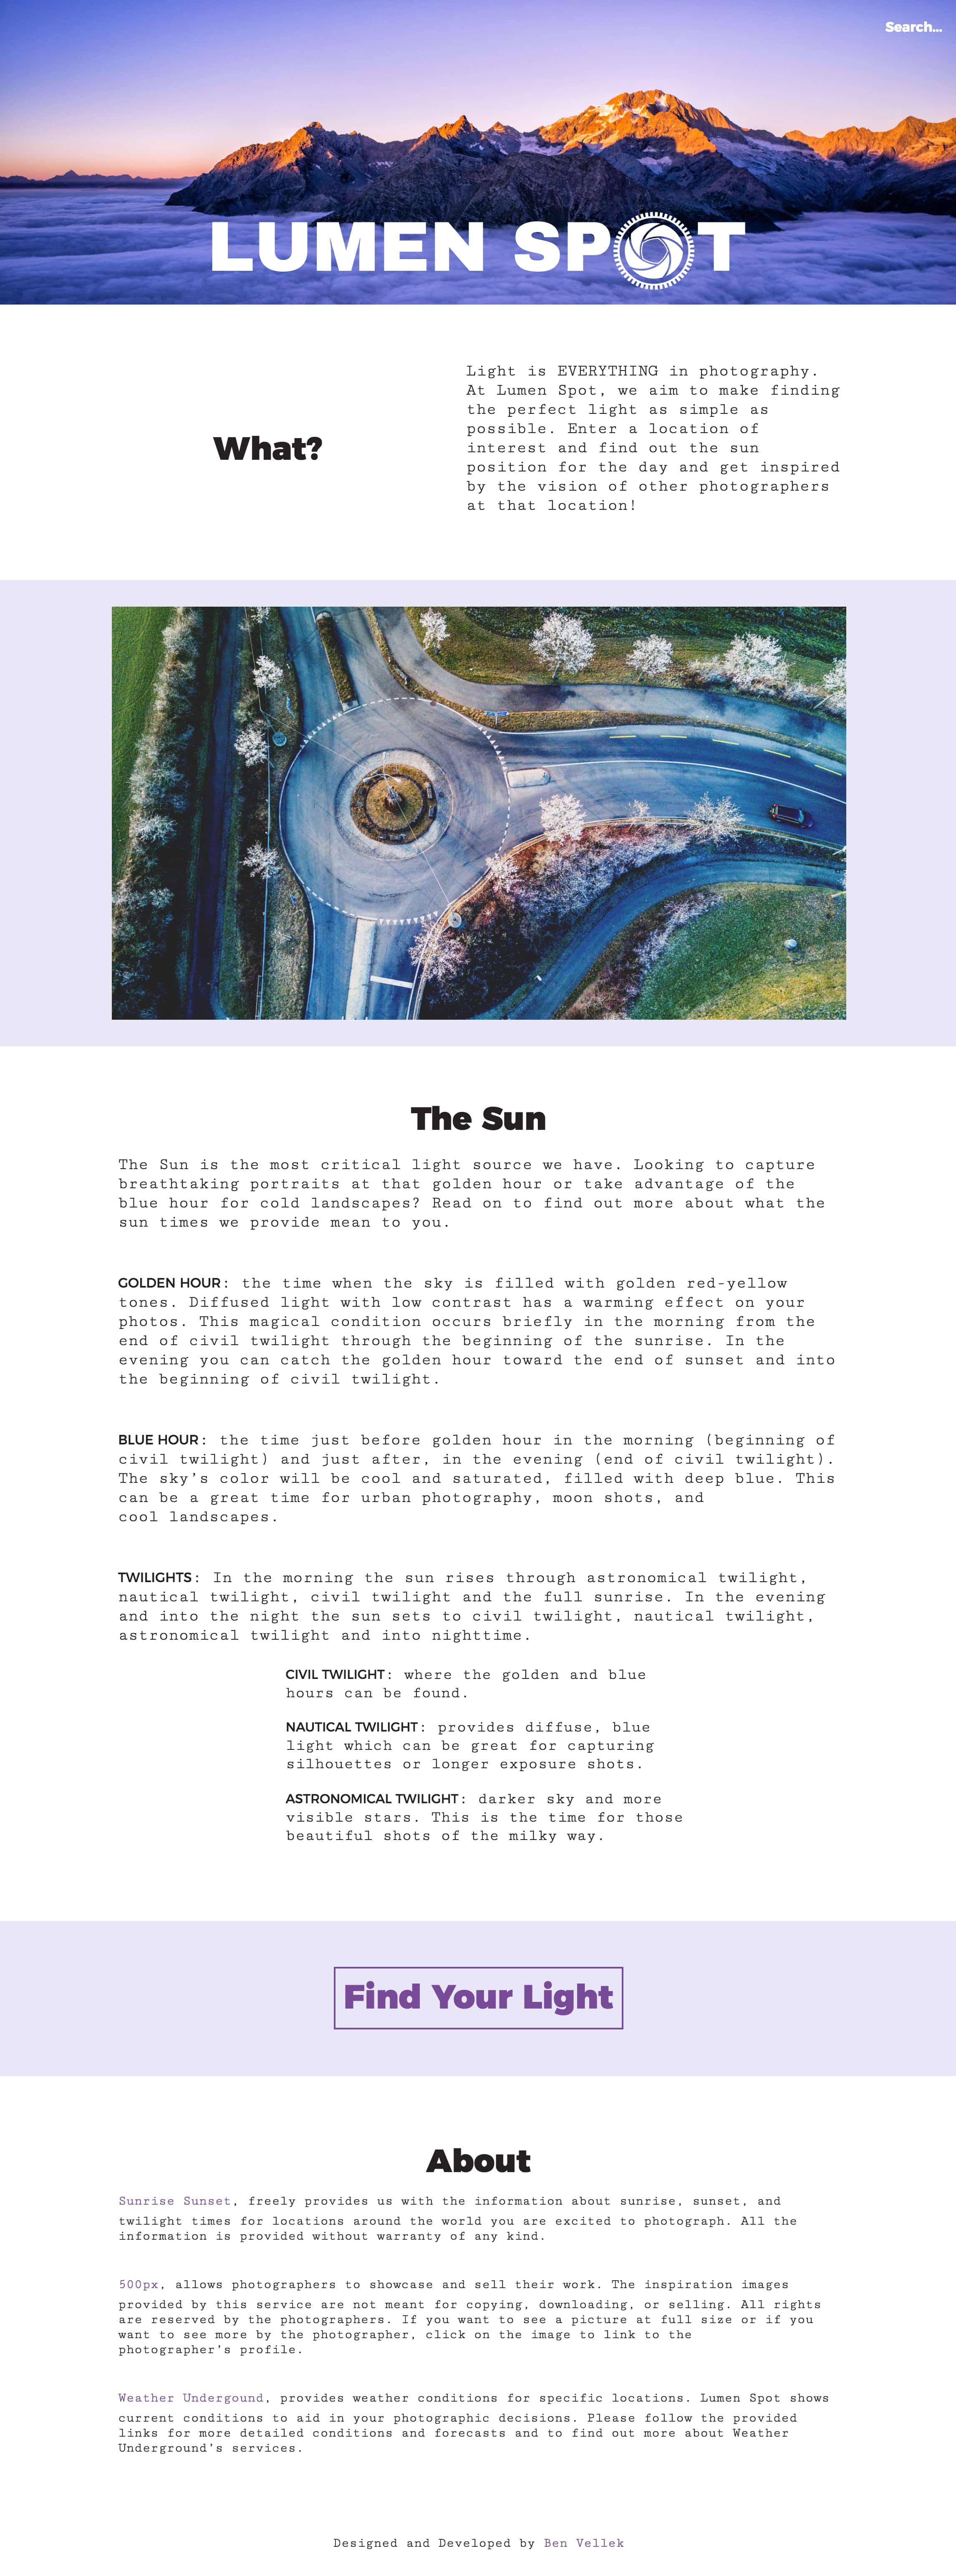 Search...
LUMEN SPOT
What?
Light is EVERYTHING in photography.
At Lumen Spot, we aim to make finding
the perfect light as simple as
possible. Enter a location of
interest and find out the sun
position for the day and get inspired
by the vision of other photographers
at that location!
The Sun
The Sun is the most critical light source we have. Looking to capture
breathtaking portraits at that golden hour or take advantage of the
blue hour for cold landscapes? Read on to find out more about what the
sun times we provide mean to you.
GOLDEN HOUR: the time when the sky is filled with golden red-yellow
tones. Diffused light with low contrast has a warming effect on your
photos. This magical condition occurs briefly in the morning from the
end of civil twilight through the beginning of the sunrise. In the
evening you can catch the golden hour toward the end of sunset and into
the beginning of civil twilight.
BLUE HOUR: the time just before golden hour in the morning (beginning of
civil twilight) and just after, in the evening (end of civil twilight).
The sky’s color will be cool and saturated, filled with deep blue. This
can be a great time for urban photography, moon shots, and
cool landscapes.
TWILIGHTS: In the morning the sun rises through astronomical twilight,
nautical twilight, civil twilight and the full sunrise. In the evening
and into the night the sun sets to civil twilight, nautical twilight,
astronomical twilight and into nighttime.
CIVIL TWILIGHT: where the golden and blue
hours can be found.
NAUTICAL TWILIGHT: provides diffuse, blue
light which can be great for capturing
silhouettes or longer exposure shots.
ASTRONOMICAL TWILIGHT: darker sky and more
visible stars. This is the time for those
beautiful shots of the milky way.
Find Your Light
About
Sunrise Sunset, freely provides us with the information about sunrise, sunset, and
twilight times for locations around the world you are excited to photograph. All the
information is provided without warranty of any kind.
500px, allows photographers to showcase and sell their work. The inspiration images
provided by this service are not meant for copying, downloading, or selling. All rights
are reserved by the photographers. If you want to see a picture at full size or if you
want to see more by the photographer, click on the image to link to the
photographer’s profile.
Weather Undergound, provides weather conditions for specific locations. Lumen Spot shows
current conditions to aid in your photographic decisions. Please follow the provided
links for more detailed conditions and forecasts and to find out more about Weather
Underground’s services.
Designed and Developed by Ben Vellek